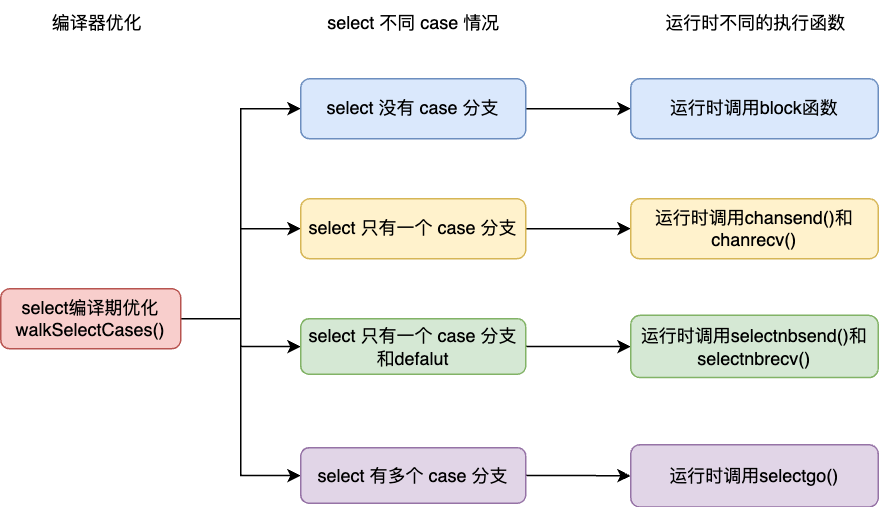 编译器优化
select 不同 case 情况
运行时不同的执行函数
select 没有 case 分支
运行时调用block函数
select 只有一个 case 分支
运行时调用chansend()和
chanrecv()
select编译期优化
walkSelectCases()
select 只有一个 case 分支
和defalut
运行时调用selectnbsend()和
selectnbrecv()
select 有多个 case 分支
运行时调用selectgo()